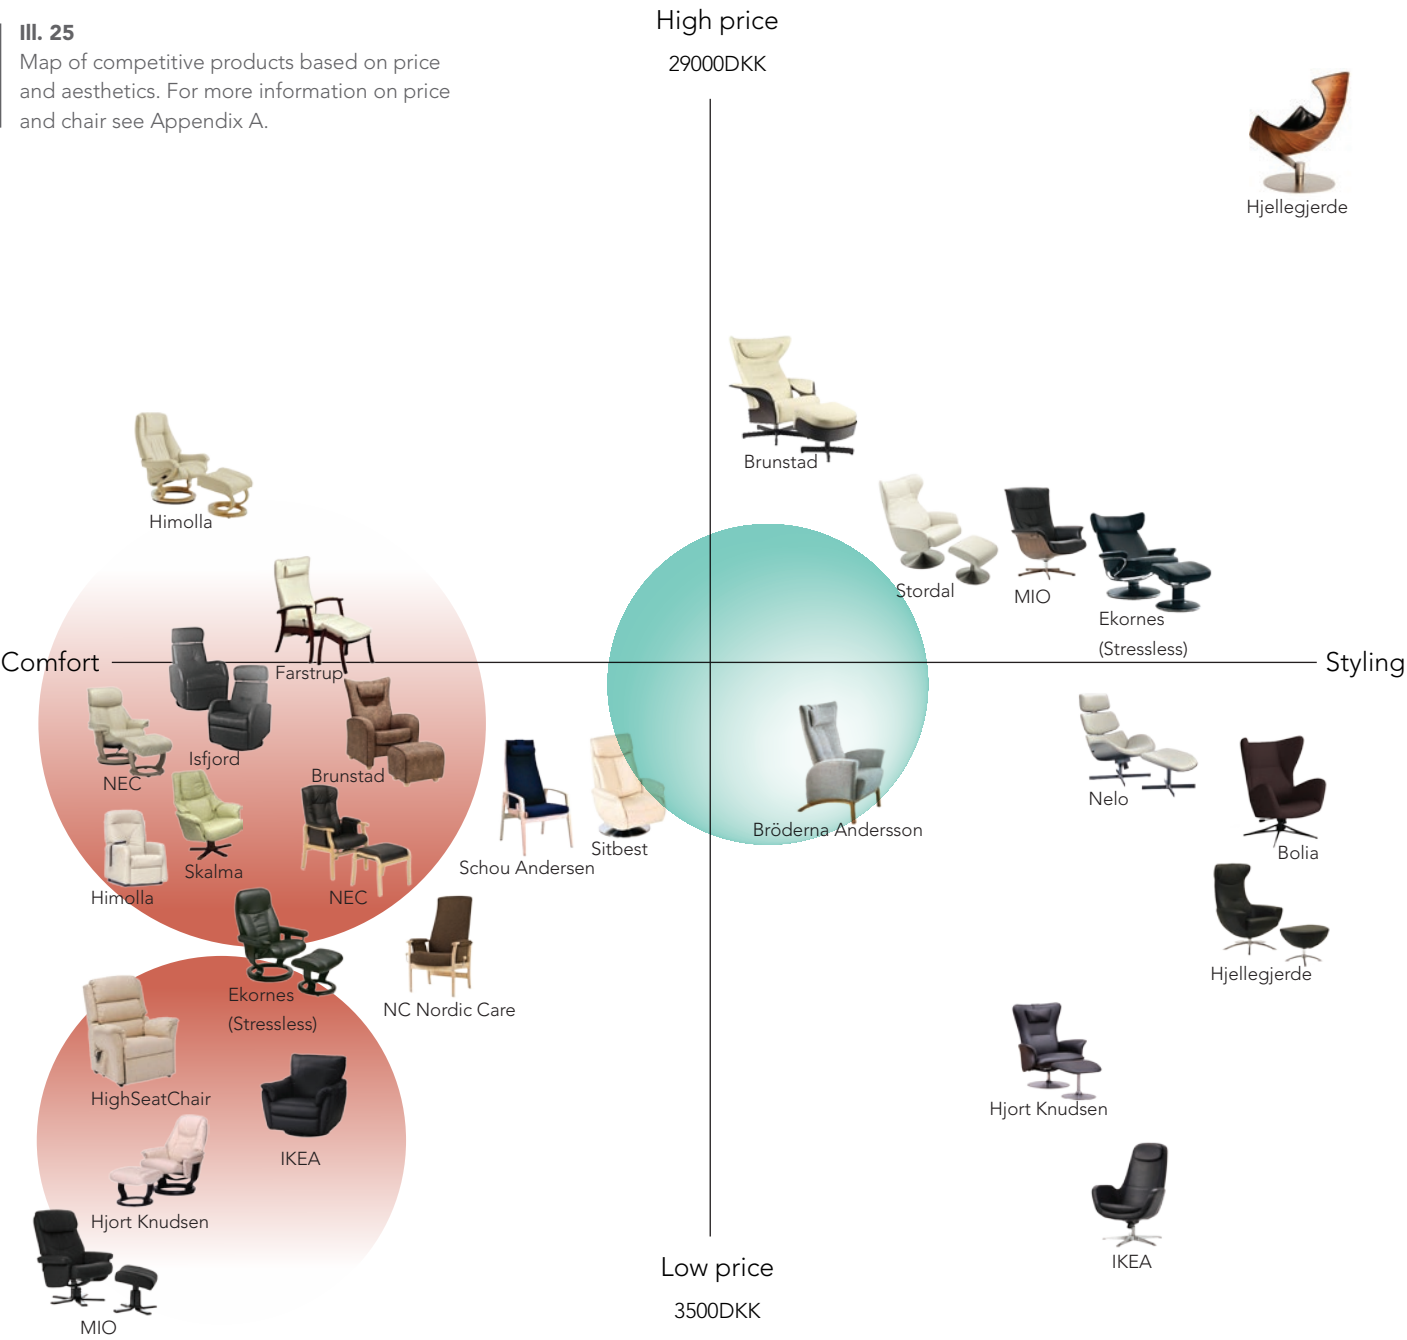 Ill. 25
Map of competitive products based on price
and aesthetics. For more information on price
and chair see Appendix A.
High price
29000DKK
Hjellegjerde
Brunstad
Himolla
Stordal
MIO
Ekornes
(Stressless)
Comfort
Styling
Farstrup
Isfjord
NEC
Brunstad
Nelo
Bröderna Andersson
Sitbest
Bolia
Schou Andersen
Skalma
Himolla
NEC
Hjellegjerde
Ekornes
(Stressless)
NC Nordic Care
HighSeatChair
Hjort Knudsen
IKEA
Hjort Knudsen
IKEA
Low price
3500DKK
MIO